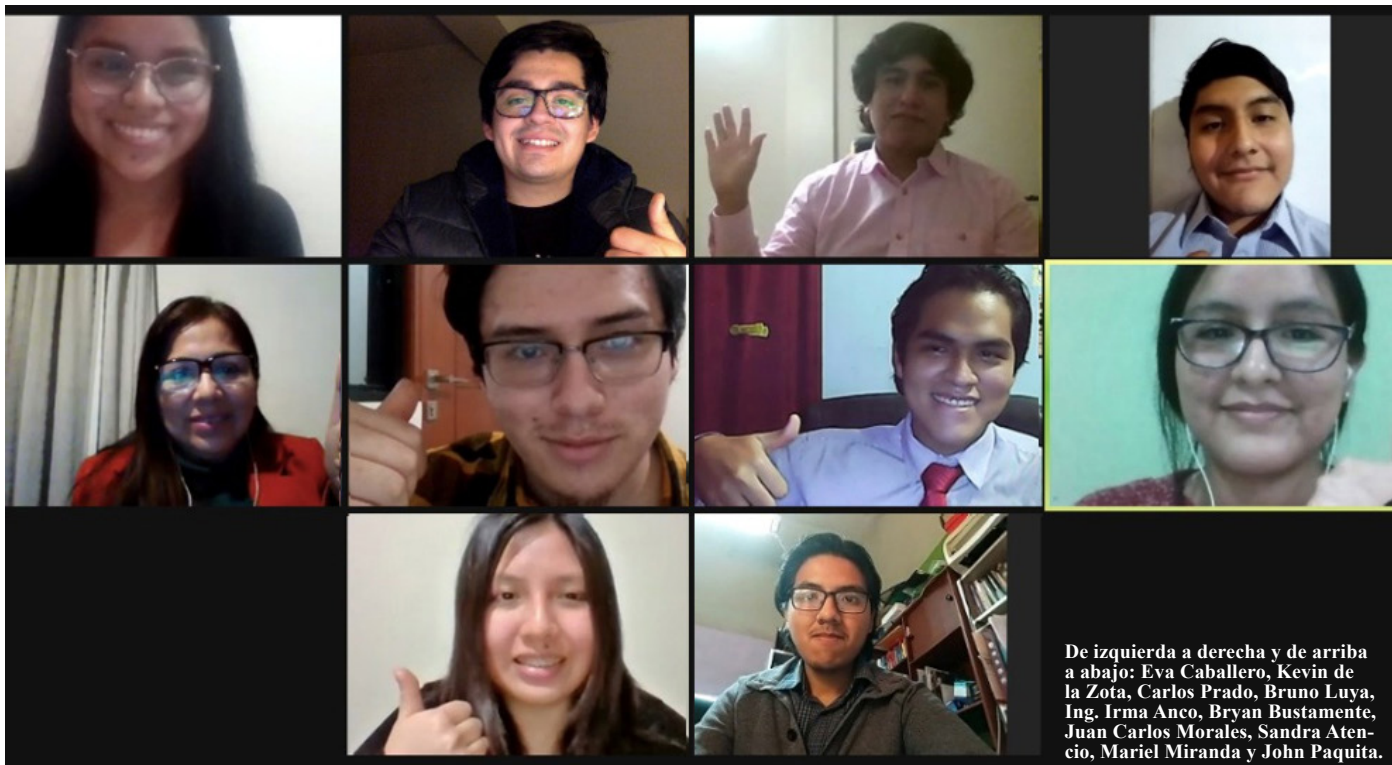 De izquierda a derecha y de arriba
a abajo: Eva Caballero, Kevin de
la Zota, Carlos Prado, Bruno Luya,
Ing. Irma Anco, Bryan Bustamente,
Juan Carlos Morales, Sandra Aten-
cio, Mariel Miranda y John Paquita.